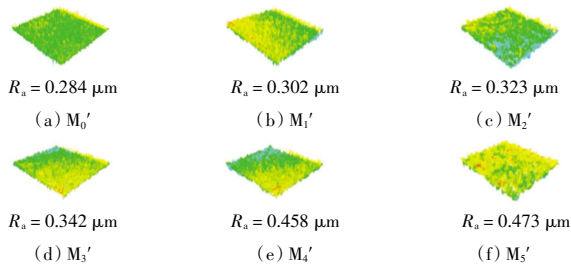 Rₐ = 0.284 μm Rₐ = 0.302 μm Rₐ = 0.323 μm
(a) M₀′ (b) M₁′ (c) M₂′
Rₐ = 0.342 μm Rₐ = 0.458 μm Rₐ = 0.473 μm
(d) M₃′ (e) M₄′ (f) M₅′